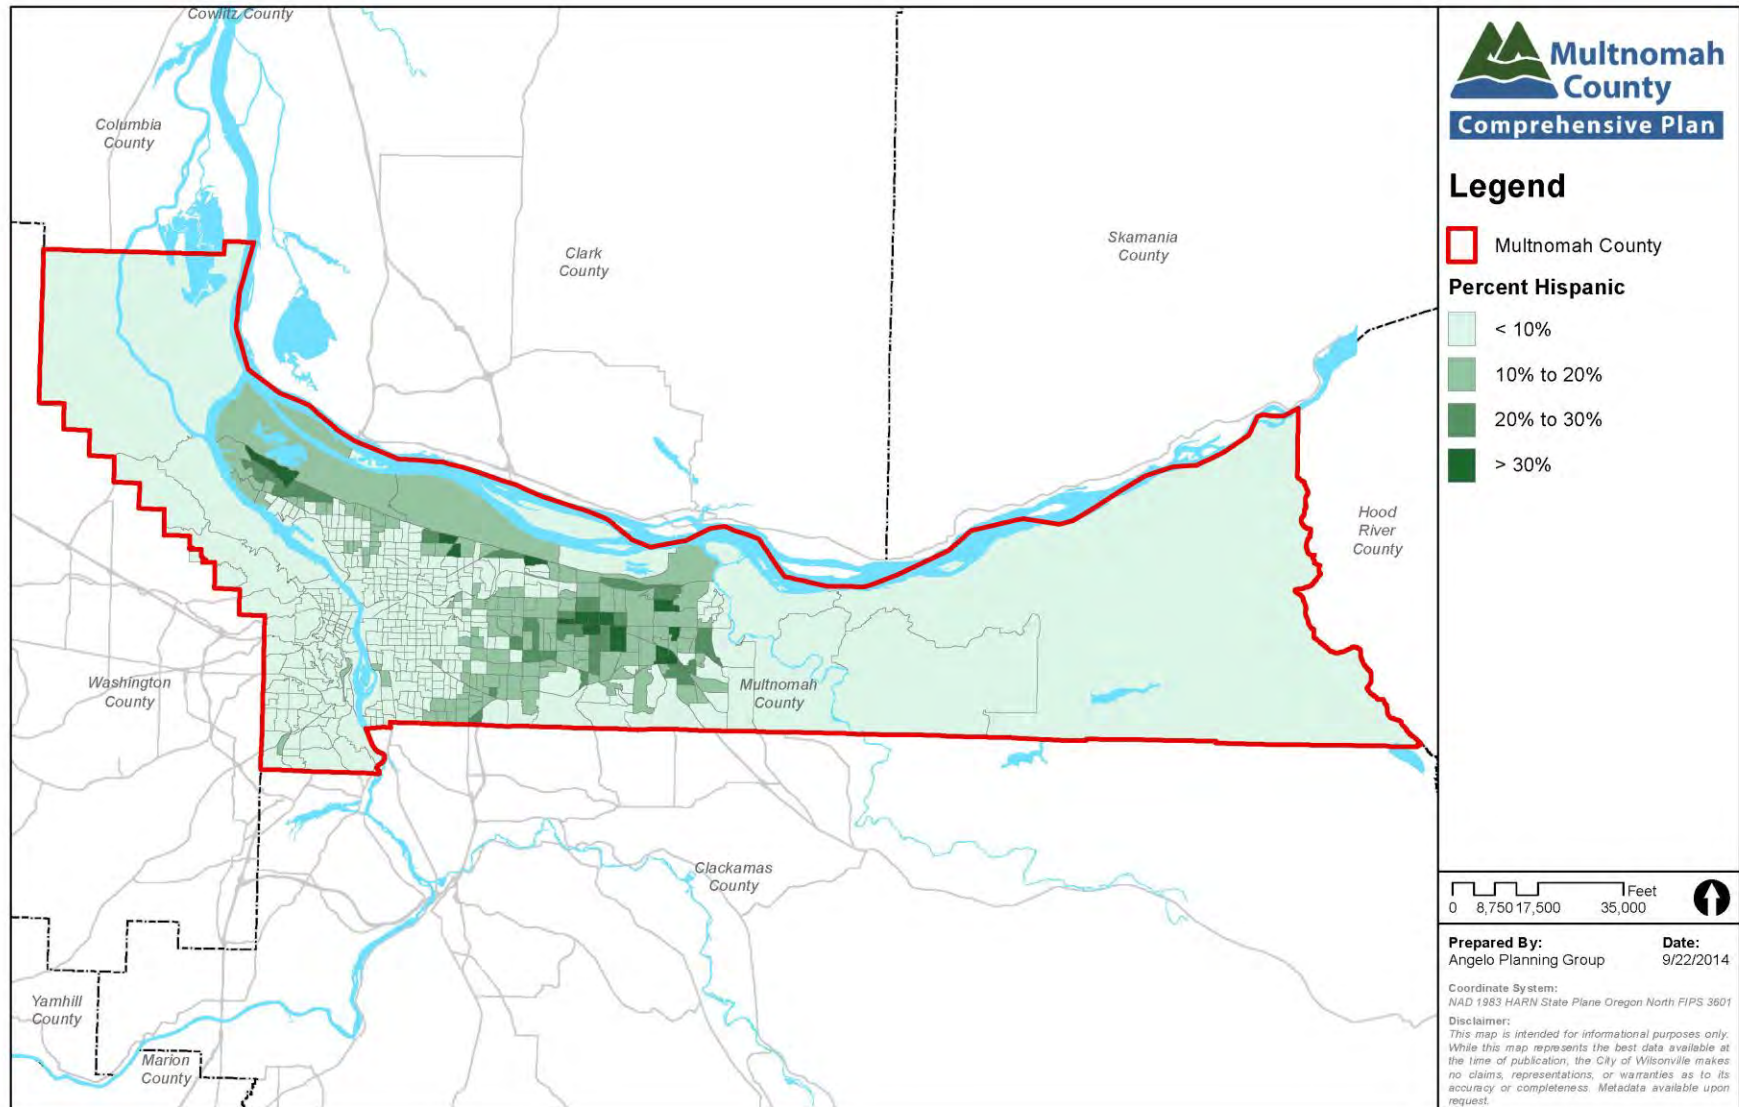 Cowlitz County
Columbia
County
Clark
County
Skamania
County
Hood
River
County
Washington
County
Multnomah
County
Clackamas
County
Yamhill
County
Marion
County
Multnomah
County
Comprehensive Plan
Legend
Multnomah County
Percent Hispanic
< 10%
10% to 20%
20% to 30%
> 30%
Feet
0 8,750 17,500 35,000
Prepared By: Date:
Angelo Planning Group 9/22/2014
Coordinate System:
NAD 1983 HARN State Plane Oregon North FIPS 3601
Disclaimer:
This map is intended for informational purposes only.
While this map represents the best data available at
the time of publication, the City of Wilsonville makes
no claims, representations, or warranties as to its
accuracy or completeness. Metadata available upon
request.